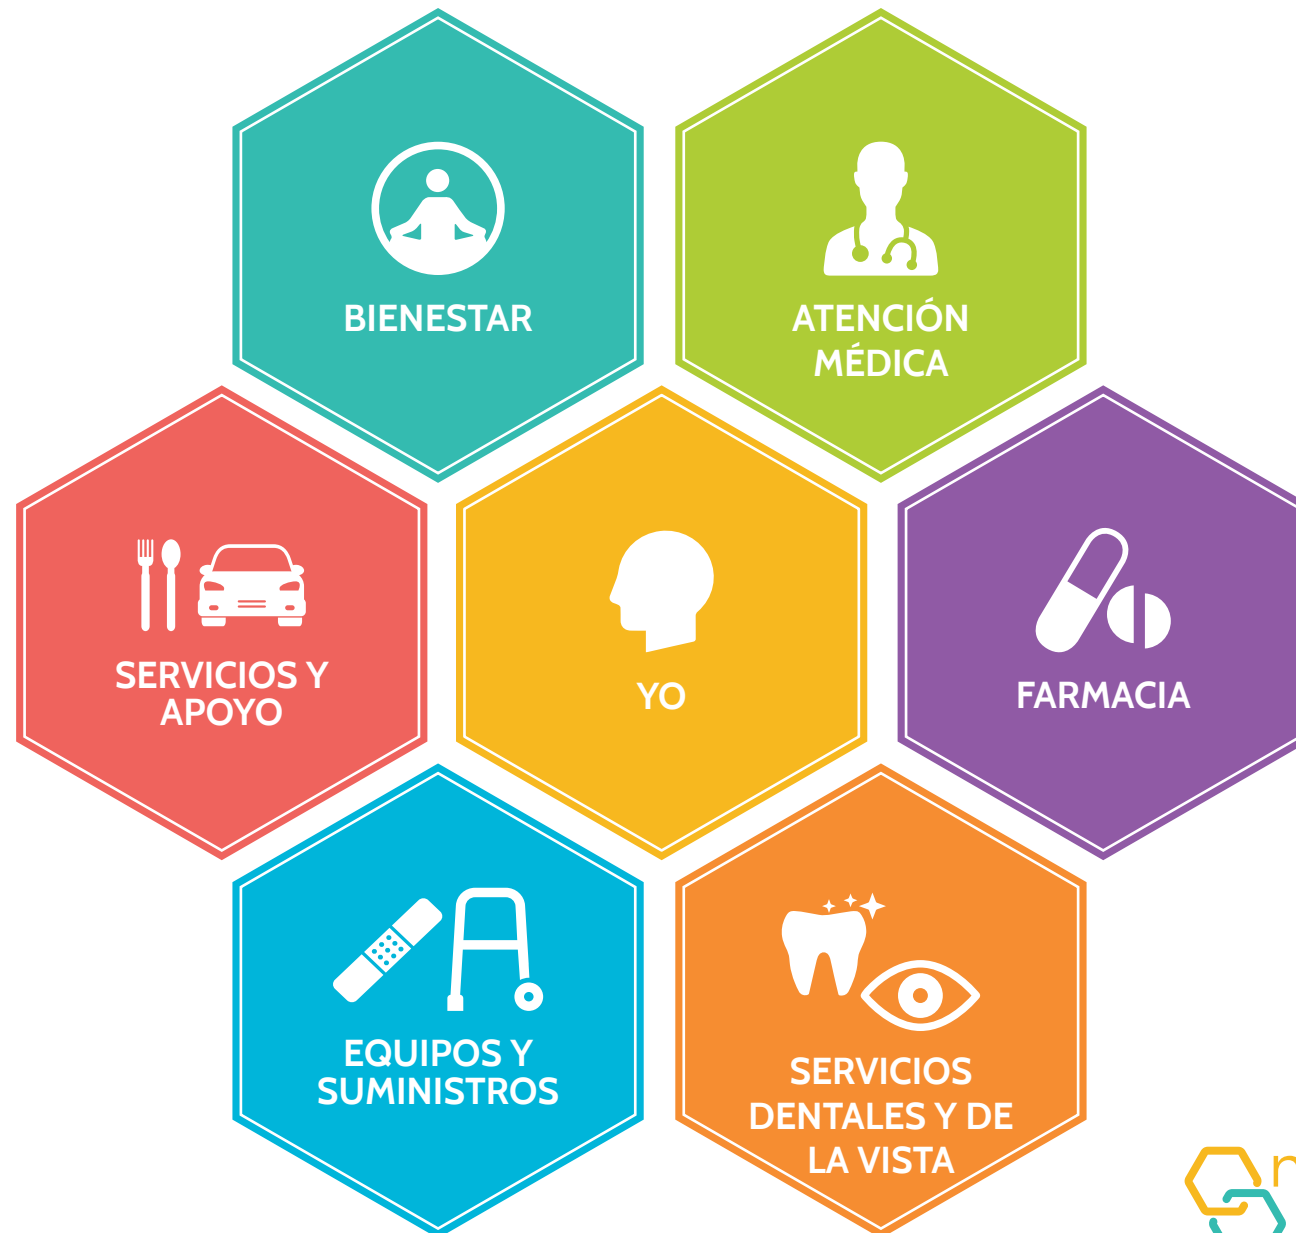 BIENESTAR
ATENCIÓN
MÉDICA
SERVICIOS Y
APOYO
YO
FARMACIA
EQUIPOS Y
SUMINISTROS
SERVICIOS
DENTALES Y DE
LA VISTA